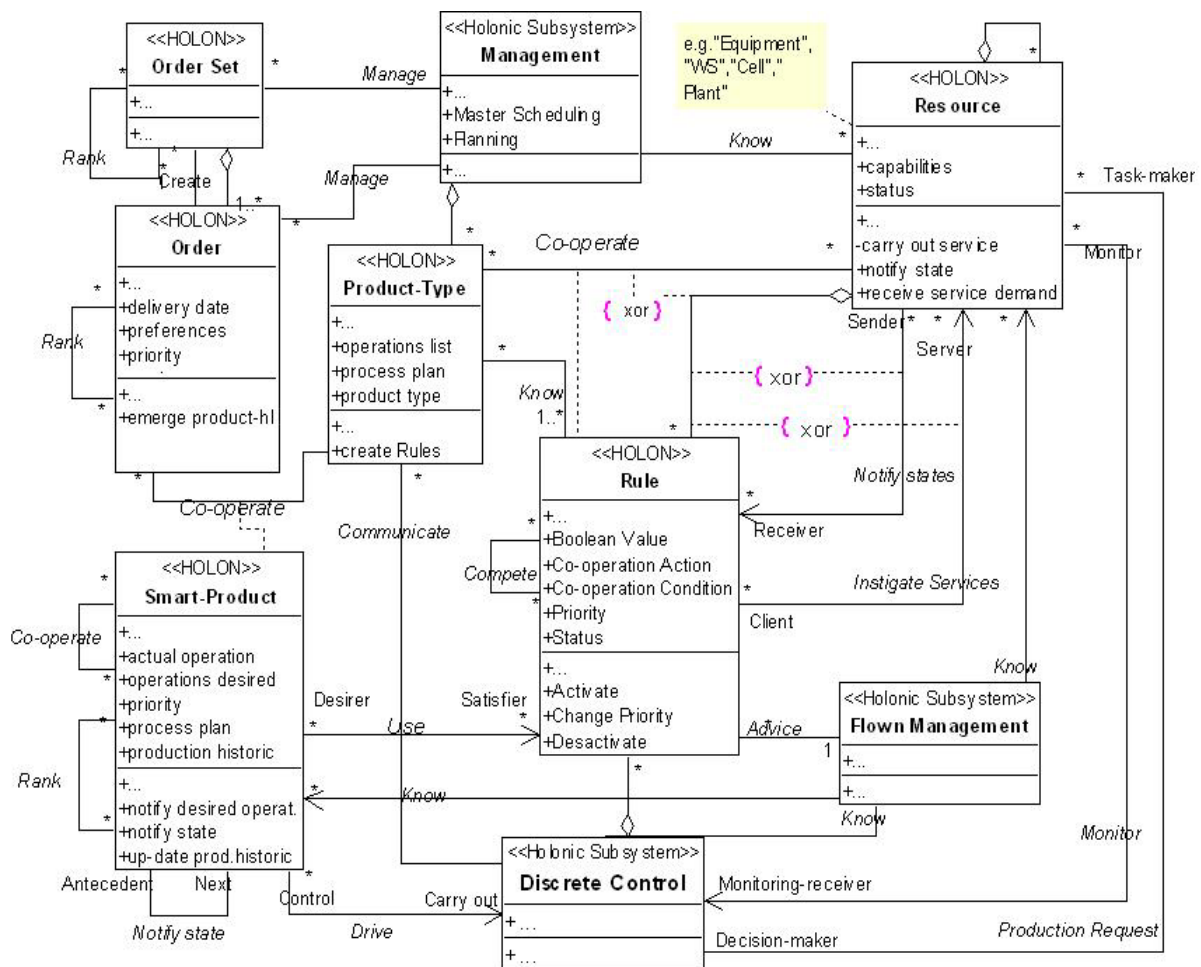 <<HOLON>>
Order Set
+...
+...
*
*
Rank
*
*
Create
1..*
Manage
Manage
*
<<Holonic Subsystem>>
Management
+...
+Master Scheduling
+Planning
+...
e.g."Equipment",
"WS","Cell","
Plant"
Know
*
*
<<HOLON>>
Resource
+...
+capabilities
+status
+...
-carry out service
+notify state
+receive service demand
* Task-maker
*
Monitor
<<HOLON>>
Order
+...
+delivery date
+preferences
+priority
+...
+emerge product-hl
*
Rank
*
*
*
<<HOLON>>
Product-Type
+...
+operations list
+process plan
+product type
+...
+create Rules
*
Co-operate
*
{ xor }
Sender* * *
Server
{ xor }
{ xor }
*
Know
1..*
*
<<HOLON>>
Rule
+...
+Boolean Value
+Co-operation Action
+Co-operation Condition
+Priority
+Status
+...
+Activate
+Change Priority
+Desactivate
*
Compete
*
Notify states
*
Receiver
Instigate Services
*
Client
*
*
Co-operate
*
Communicate
<<HOLON>>
Smart-Product
+...
+actual operation
+operations desired
+priority
+process plan
+production historic
+...
+notify desired operat.
+notify state
+up-date prod.historic
*
Co-operate
*
*
Rank
*
Desirer
*
Use
Satisfier
*
Know
<<Holonic Subsystem>>
Flown Management
+...
+...
*
Advice
1
*
Know
Know
*
Antecedent
Next
Notify state
*
Control
Drive
Carry out
<<Holonic Subsystem>>
Discrete Control
+...
+...
Monitoring-receiver
Monitor
Decision-maker
Production Request